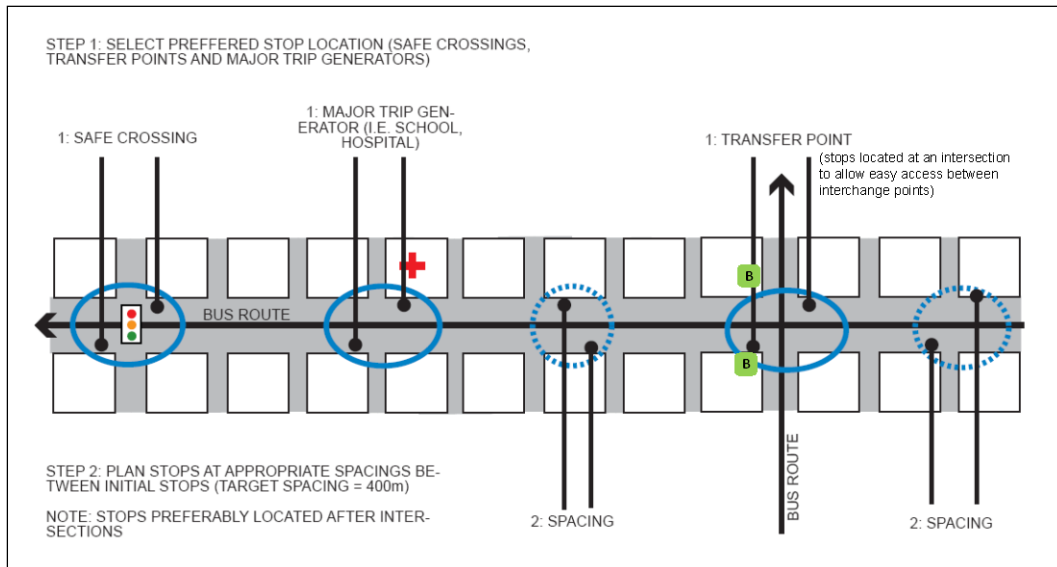 STEP 1: SELECT PREFFERED STOP LOCATION (SAFE CROSSINGS,
TRANSFER POINTS AND MAJOR TRIP GENERATORS)
1: SAFE CROSSING
1: MAJOR TRIP GEN-
ERATOR (I.E. SCHOOL,
HOSPITAL)
1: TRANSFER POINT
(stops located at an intersection
to allow easy access between
interchange points)
B
BUS ROUTE
B
BUS ROUTE
STEP 2: PLAN STOPS AT APPROPRIATE SPACINGS BE-
TWEEN INITIAL STOPS (TARGET SPACING = 400m)
NOTE: STOPS PREFERABLY LOCATED AFTER INTER-
SECTIONS
2: SPACING
2: SPACING